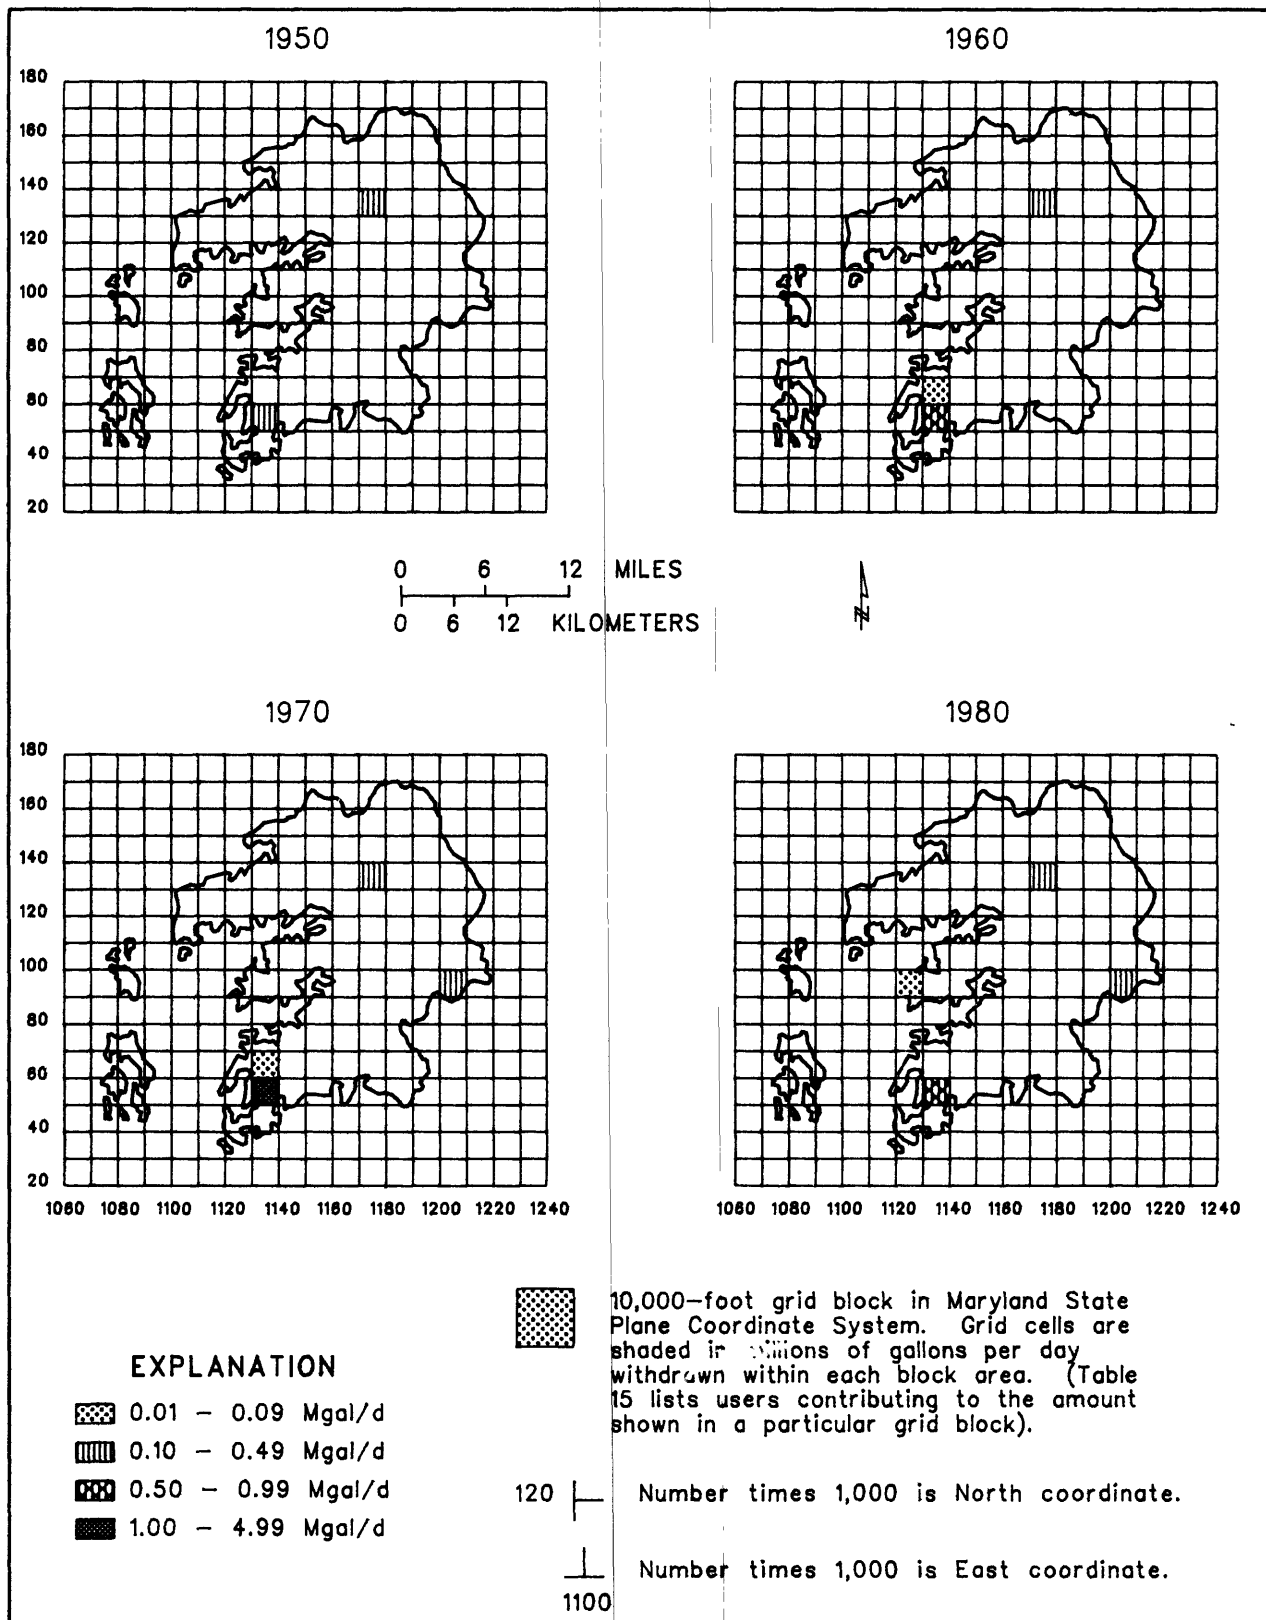 1950
1960
180
160
140
120
100
80
60
40
20
0 6 12 MILES
0 6 12 KILOMETERS
N
1970
1980
180
160
140
120
100
80
60
40
20
1060 1080 1100 1120 1140 1160 1180 1200 1220 1240
1060 1080 1100 1120 1140 1160 1180 1200 1220 1240
10,000-foot grid block in Maryland State
Plane Coordinate System. Grid cells are
shaded in of gallons per day
withdrawn within each block area. (Table
15 lists users contributing to the amount
shown in a particular grid block).
EXPLANATION
0.01 - 0.09 Mgal/d
0.10 - 0.49 Mgal/d
0.50 - 0.99 Mgal/d
1.00 - 4.99 Mgal/d
120 Number times 1,000 is North coordinate.
Number times 1,000 is East coordinate.
1100